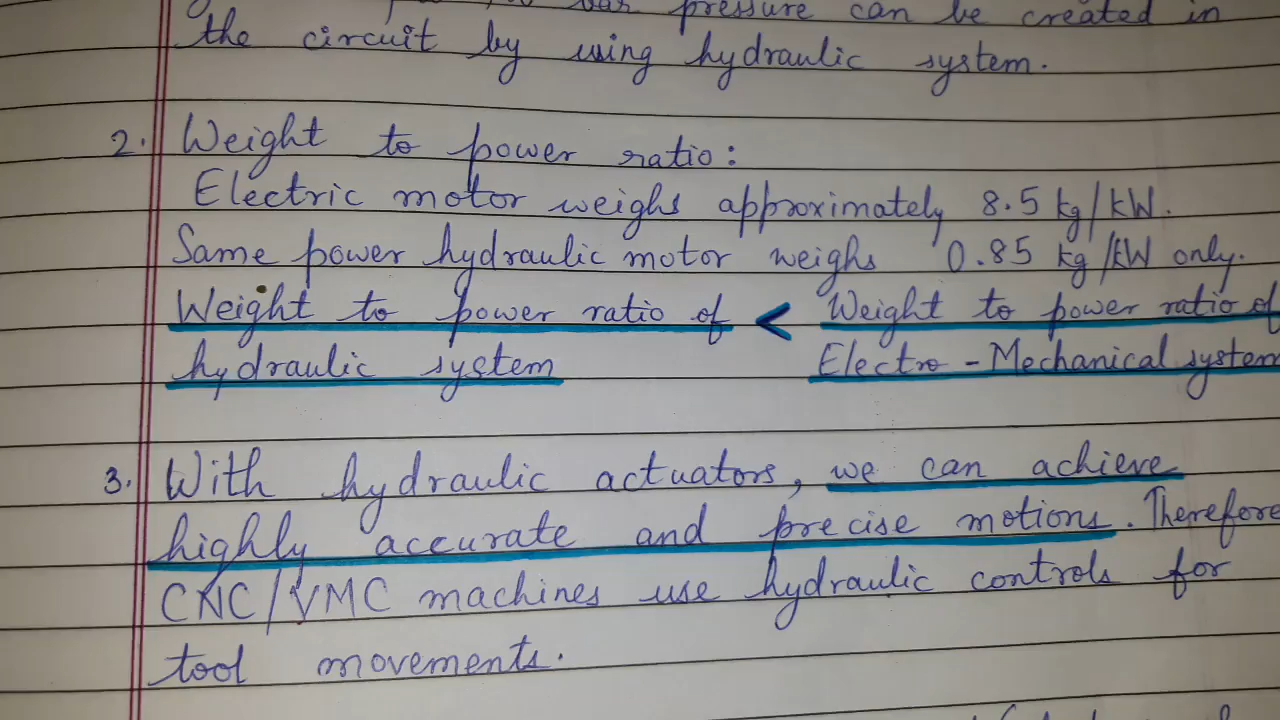 bar pressure can be created in
the circuit by using hydraulic system.
2. Weight to power ratio:
Electric motor weighs approximately 8.5 kg/kW.
Same power hydraulic motor weighs 0.85 kg/kW only.
Weight to power ratio of < Weight to power ratio of
hydraulic system Electro-Mechanical system
3. With hydraulic actuators, we can achieve
highly accurate and precise motions. Therefore
CNC/VMC machines use hydraulic controls for
tool movements.